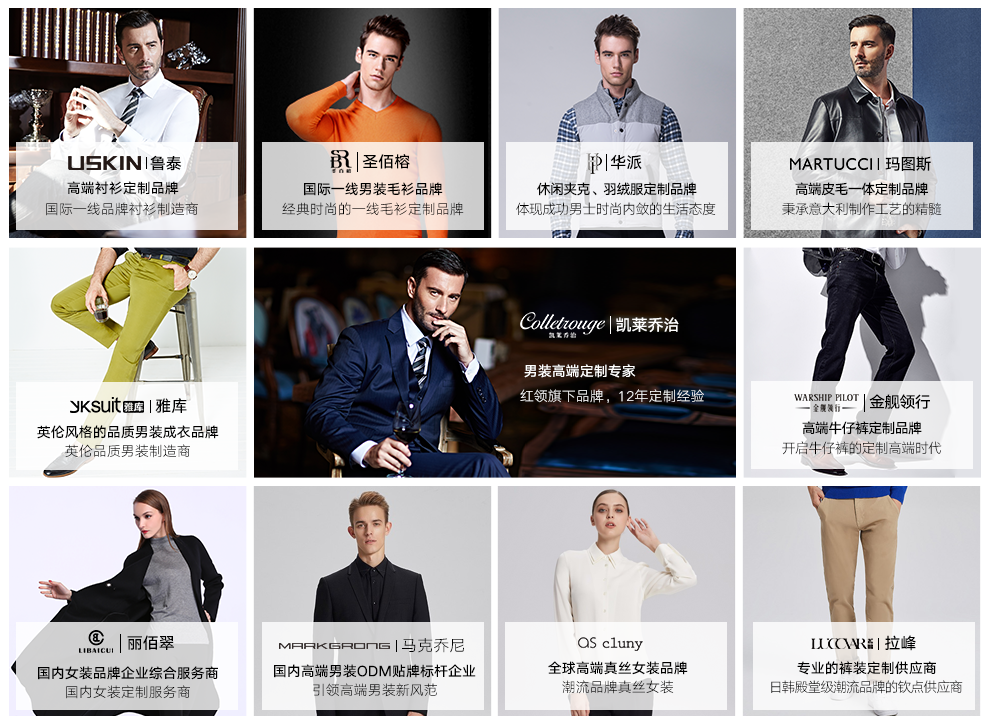 USKIN | 鲁泰
高端衬衫定制品牌
国际一线品牌衬衫制造商
SR 圣百榕 | 圣佰榕
国际一线男装毛衫品牌
经典时尚的一线毛衫定制品牌
华派
休闲夹克、羽绒服定制品牌
体现成功男士时尚内敛的生活态度
MARTUCCI | 玛图斯
高端皮毛一体定制品牌
秉承意大利制作工艺的精髓
YKsuit 雅库 | 雅库
英伦风格的品质男装成衣品牌
英伦品质男装制造商
Colletrouge 凯莱乔治 | 凯莱乔治
男装高端定制专家
红领旗下品牌，12年定制经验
WARSHIP PILOT 金舰领行 | 金舰领行
高端牛仔裤定制品牌
开启牛仔裤的定制高端时代
LIBAICUI | 丽佰翠
国内女装品牌企业综合服务商
国内女装定制服务商
MARKGRONG | 马克乔尼
国内高端男装ODM贴牌标杆企业
引领高端男装新风范
QS cluny
全球高端真丝女装品牌
潮流品牌真丝女装
拉峰
专业的裤装定制供应商
日韩殿堂级潮流品牌的钦点供应商